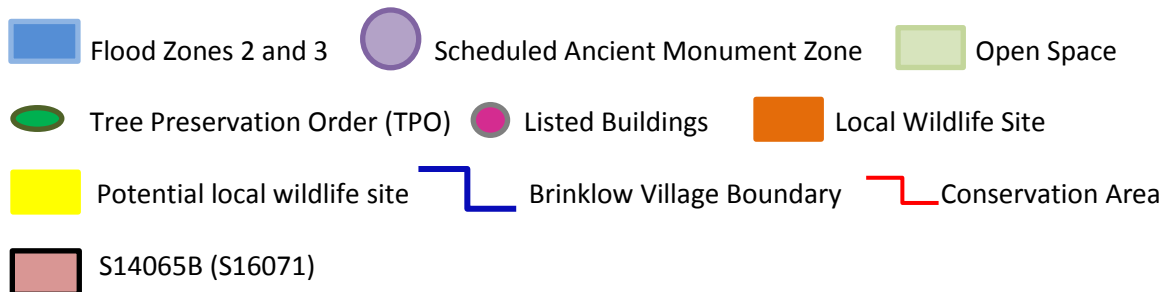 Flood Zones 2 and 3 Scheduled Ancient Monument Zone Open Space
Tree Preservation Order (TPO) Listed Buildings Local Wildlife Site
Potential local wildlife site Brinklow Village Boundary Conservation Area
S14065B (S16071)